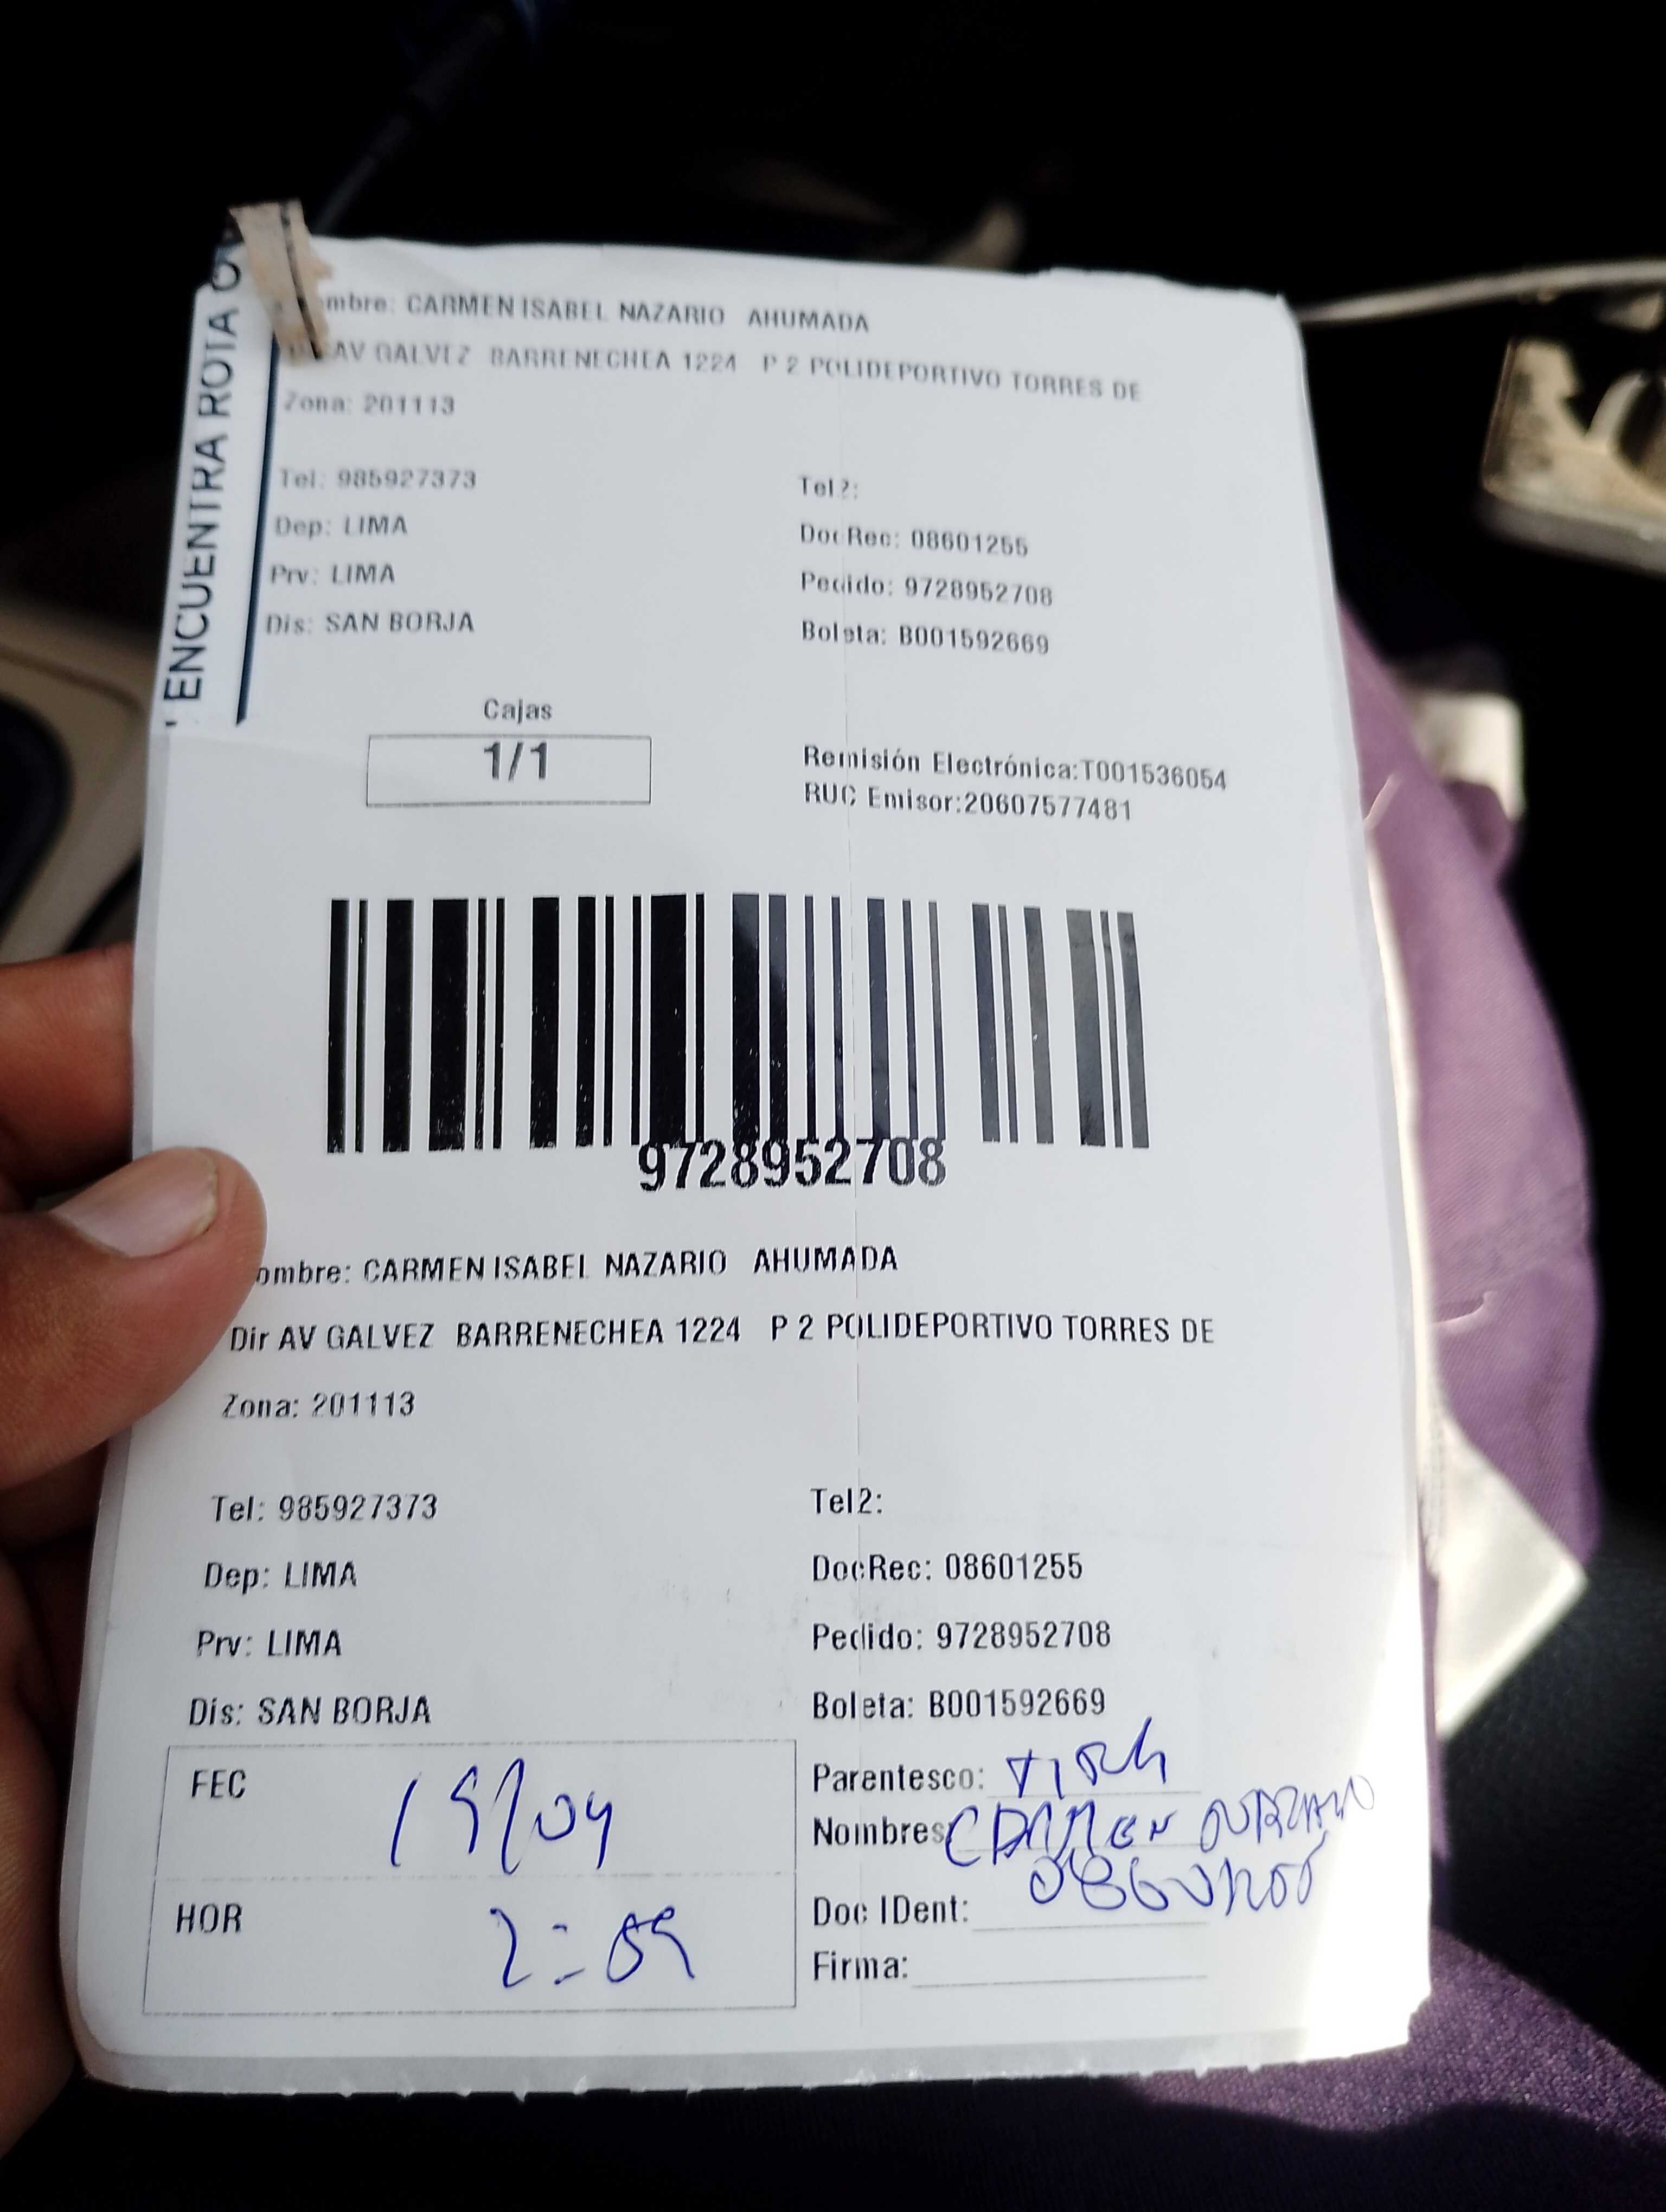 ENCUENTRA ROTA O
mbre: CARMEN ISABEL NAZARIO AHUMADA
AV GALVEZ BARRENECHEA 1224 P 2 POLIDEPORTIVO TORRES DE
Zona: 201113
Tel: 985927373 Tel2:
Dep: LIMA DocRec: 08601255
Prv: LIMA Pedido: 9728952708
Dis: SAN BORJA Boleta: B001592669
Cajas
1/1
Remisión Electrónica:T001536054
RUC Emisor:20607577481
9728952708
ombre: CARMEN ISABEL NAZARIO AHUMADA
Dir AV GALVEZ BARRENECHEA 1224 P 2 POLIDEPORTIVO TORRES DE
Zona: 201113
Tel: 985927373 Tel2:
Dep: LIMA DocRec: 08601255
Prv: LIMA Pedido: 9728952708
Dis: SAN BORJA Boleta: B001592669
FEC 19/04 Parentesco:
Nombres CARMEN NAZARIO
HOR 2:09 Doc IDent: 08601255
Firma: